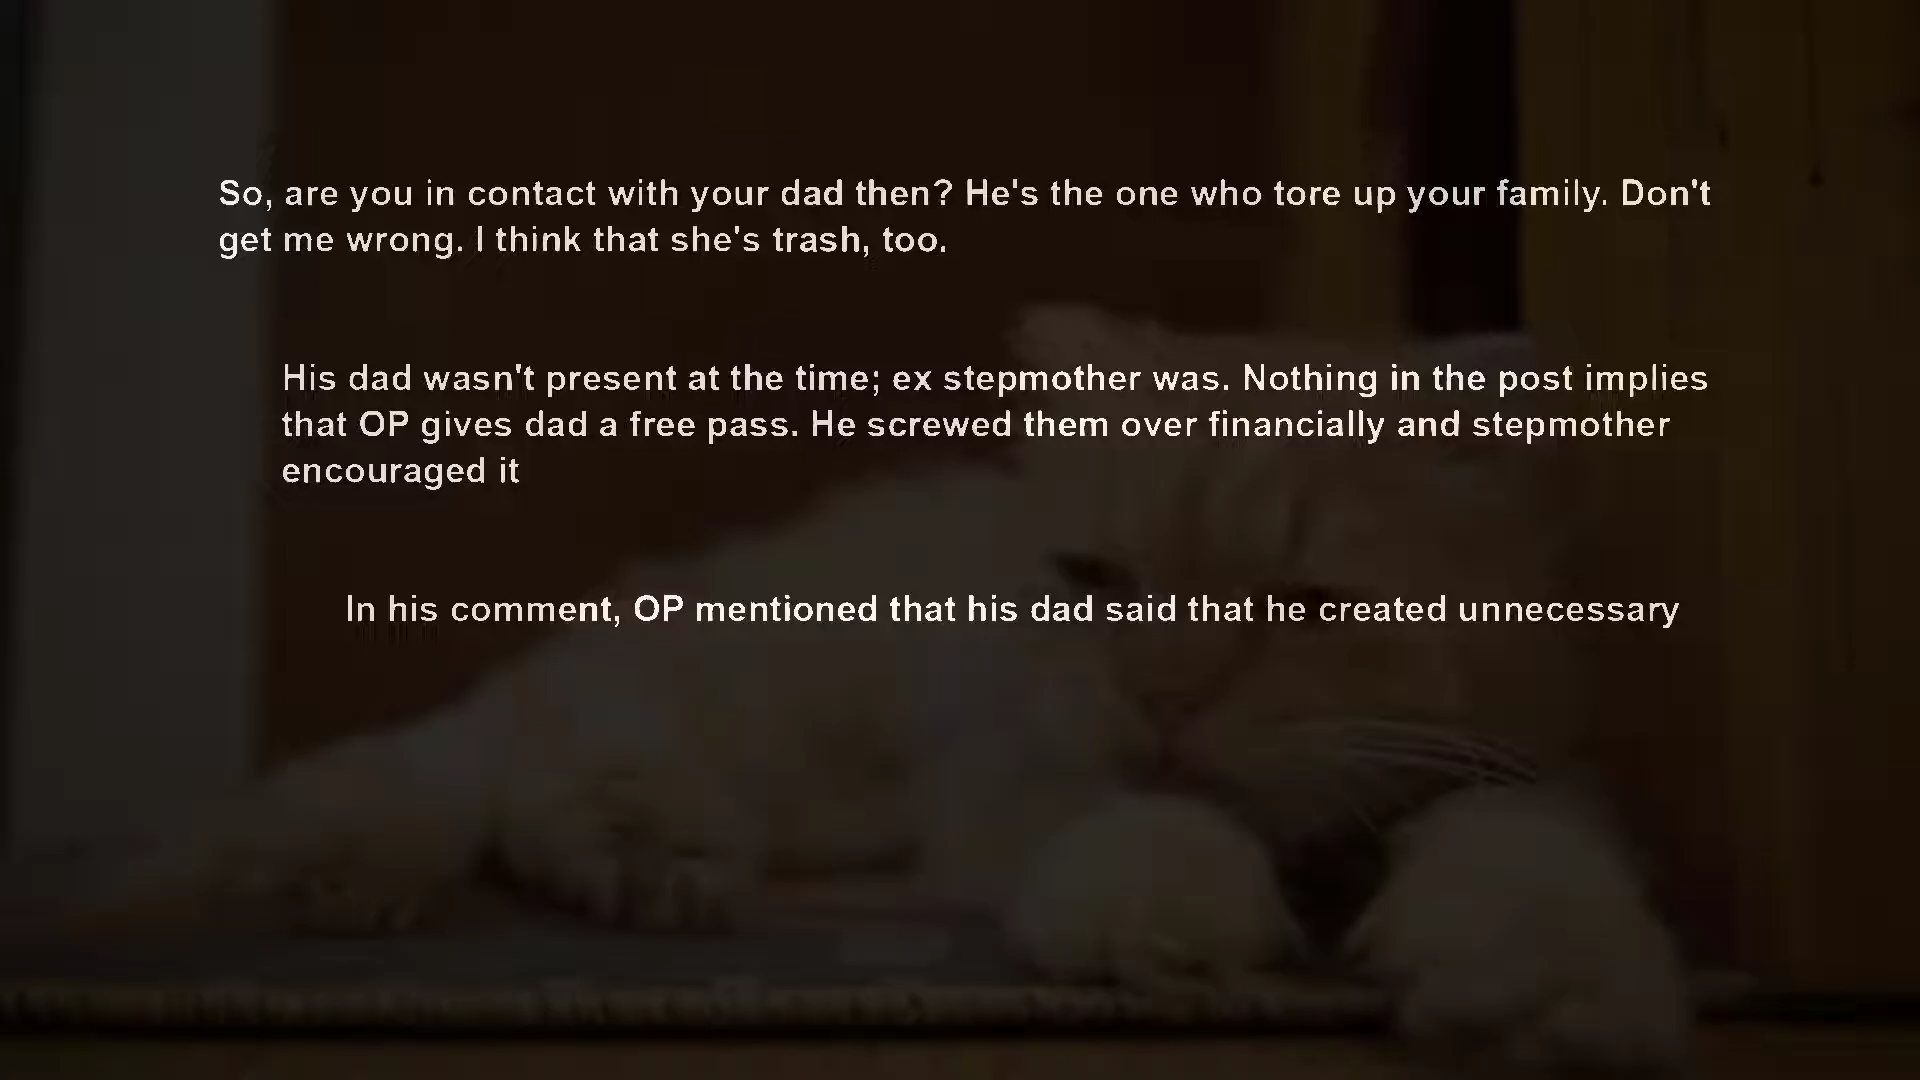 So, are you in contact with your dad then? He's the one who tore up your family. Don't
get me wrong. I think that she's trash, too.
His dad wasn't present at the time; ex stepmother was. Nothing in the post implies
that OP gives dad a free pass. He screwed them over financially and stepmother
encouraged it
In his comment, OP mentioned that his dad said that he created unnecessary